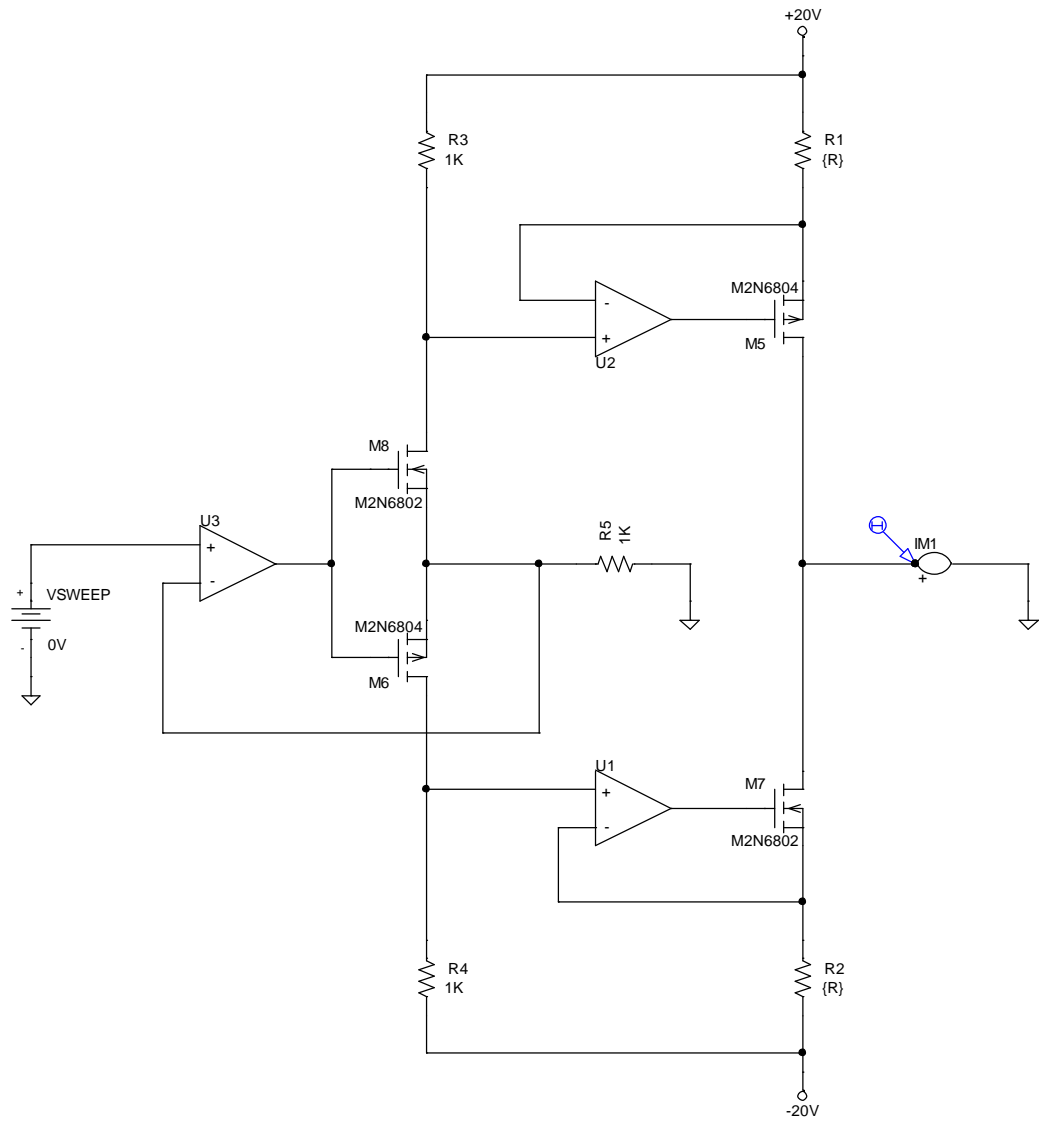 +20V
R3
1K
R1
{R}
M2N6804
-
+
M5
U2
M8
M2N6802
U3
+
-
R5
1K
IM1
+
+
VSWEEP
-
0V
M2N6804
M6
U1
+
-
M7
M2N6802
R4
1K
R2
{R}
-20V